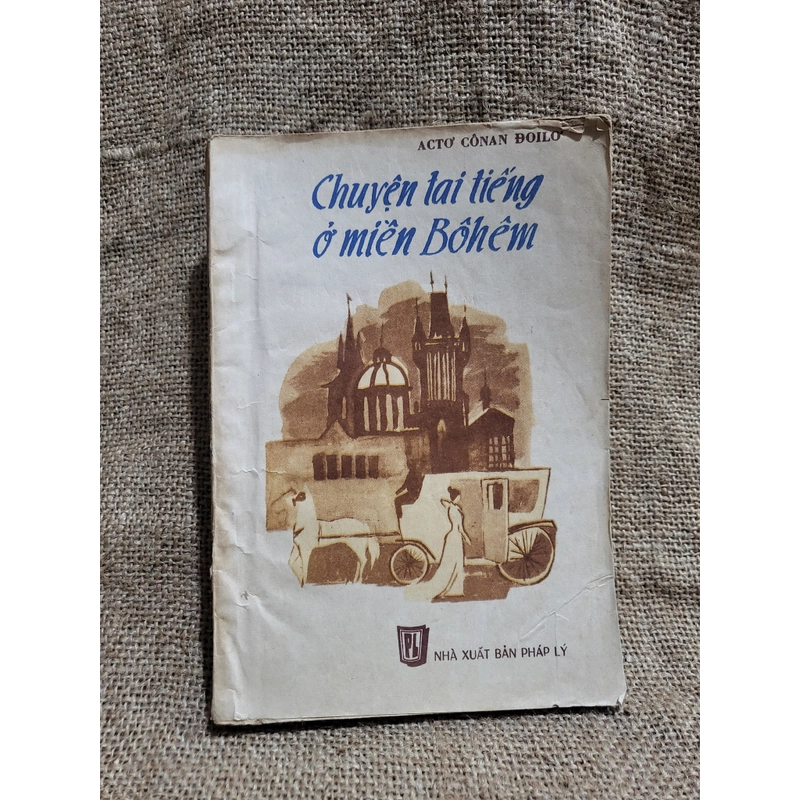 ACTƠ CÔNAN ĐOILƠ
Chuyện tai tiếng
ở miền Bôhêm
PL
NHÀ XUẤT BẢN PHÁP LÝ